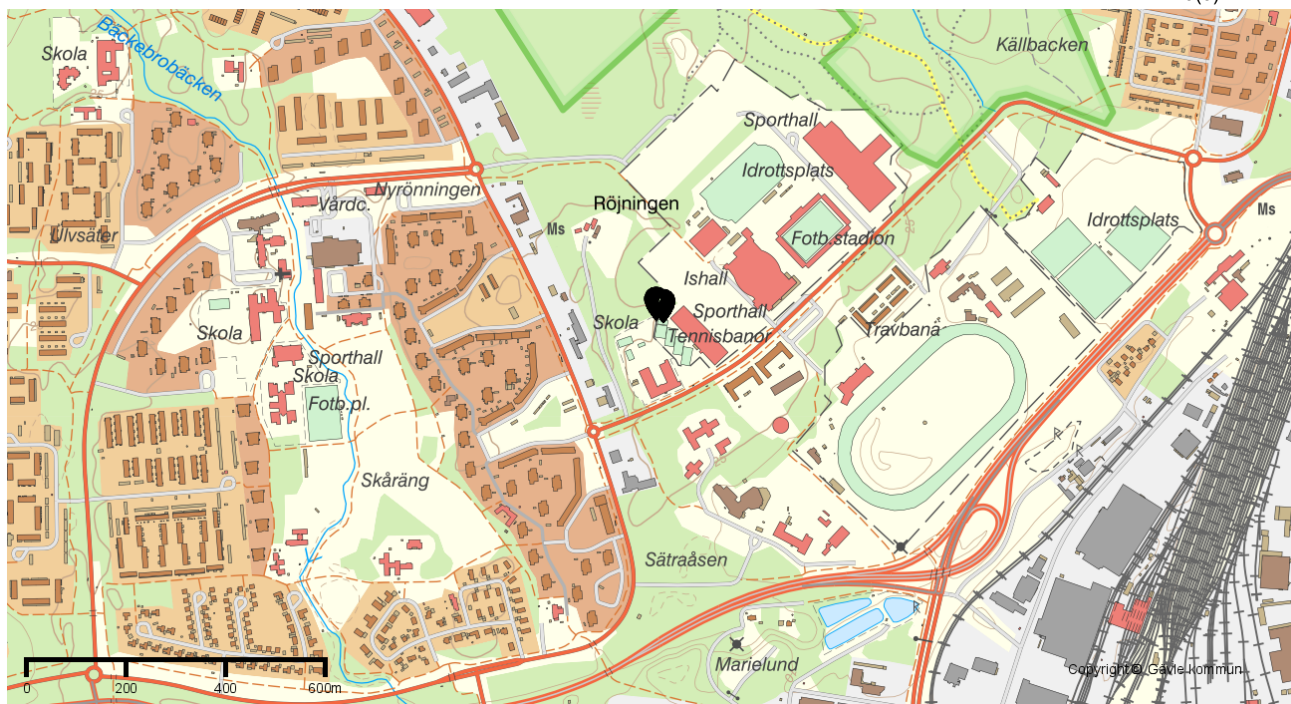 Källbacken
Skola
Bäckebrobäcken
Sporthall
Idrottsplats
Nyrönningen
Vårdc.
Röjningen
Ms
Ms
Idrottsplats
Ulvsäter
Fotb.stadion
Ishall
Skola
Sporthall
Tennisbanor
Skola
Travbana
Sporthall
Skola
Fotb.pl.
Skåräng
Sätraåsen
Marielund
Copyright © Gävle kommun
0 200 400 600m